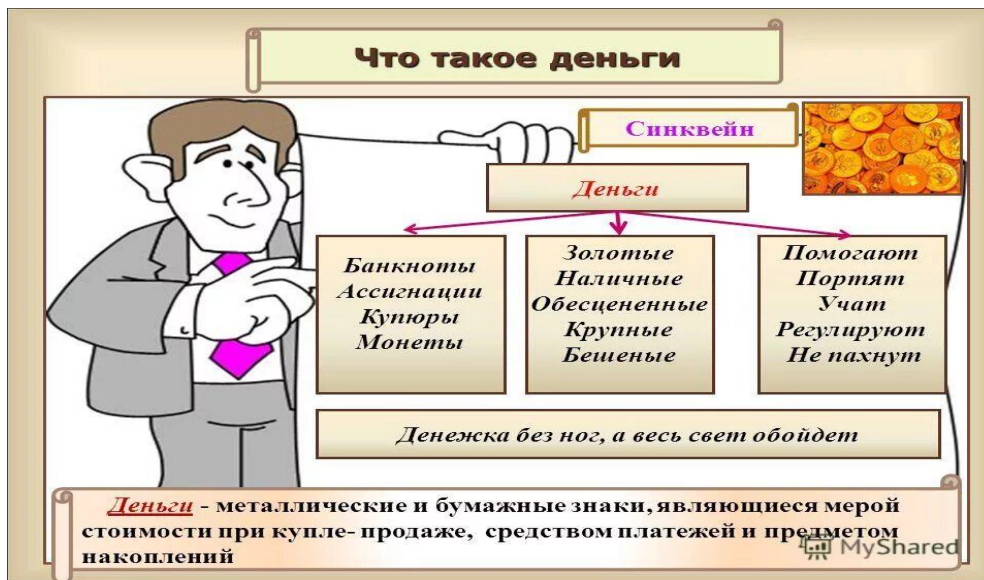 Что такое деньги
Синквейн
Деньги
Банкноты
Ассигнации
Купюры
Монеты
Золотые
Наличные
Обесцененные
Крупные
Бешеные
Помогают
Портят
Учат
Регулируют
Не пахнут
Денежка без ног, а весь свет обойдет
Деньги - металлические и бумажные знаки, являющиеся мерой
стоимости при купле- продаже, средством платежей и предметом
накоплений
MyShared